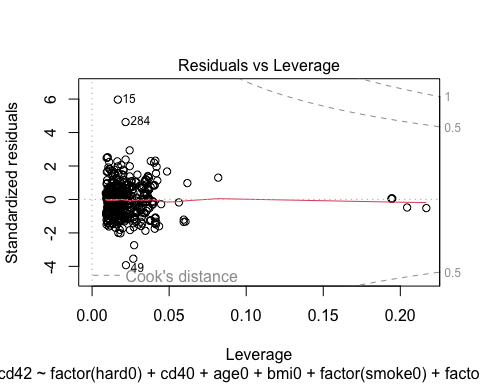 Residuals vs Leverage
Standardized residuals
6
4
2
0
-2
-4
15
284
49
1
0.5
0.5
Cook's distance
0.00 0.05 0.10 0.15 0.20
Leverage
cd42 ~ factor(hard0) + cd40 + age0 + bmi0 + factor(smoke0) + facto